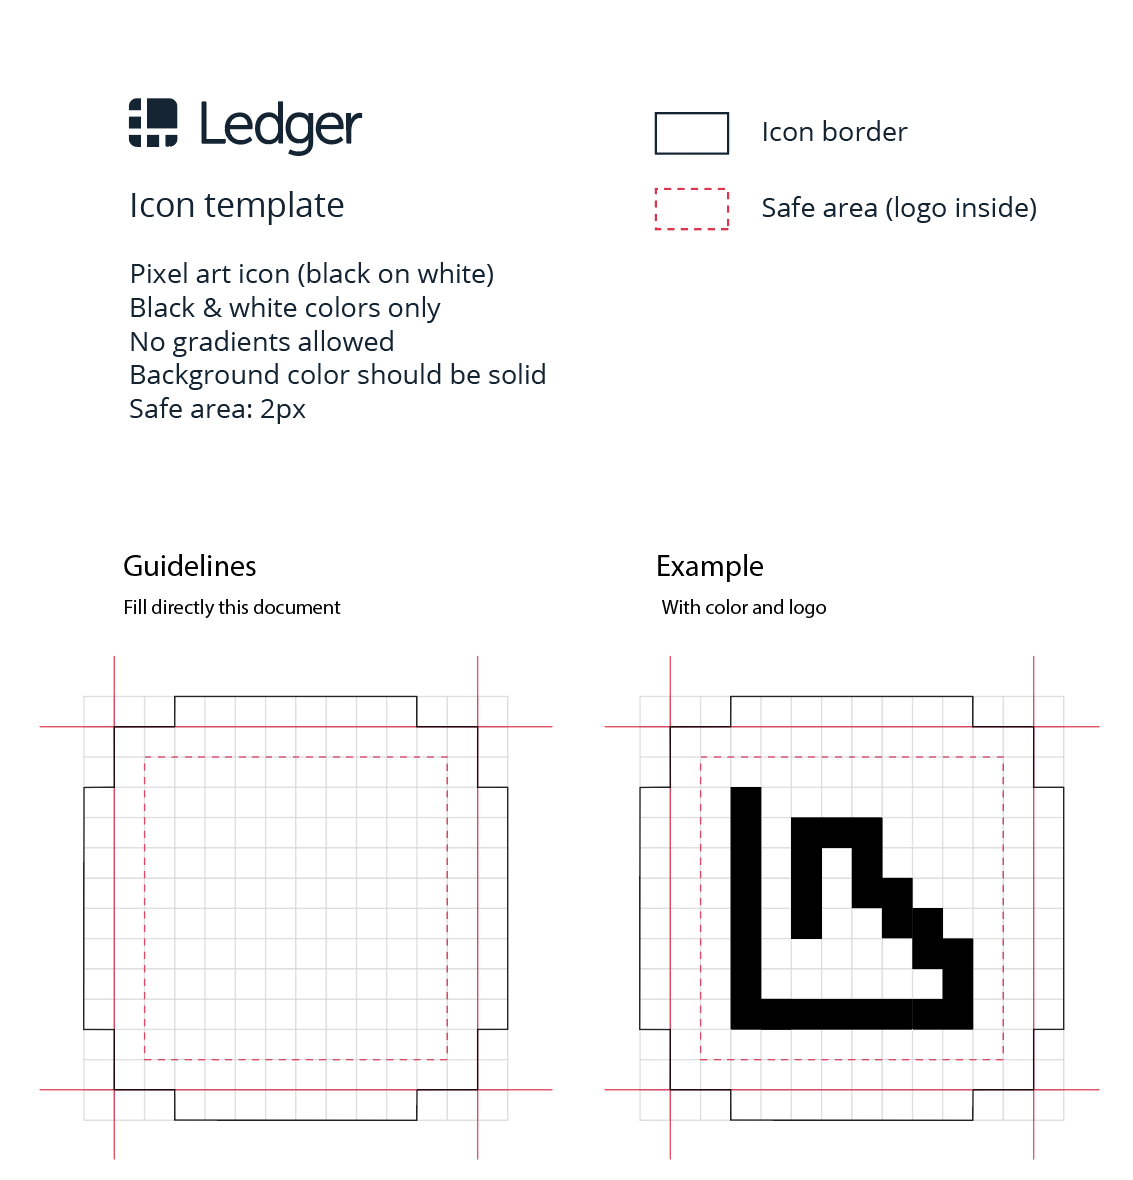 Ledger
Icon template
Pixel art icon (black on white)
Black & white colors only
No gradients allowed
Background color should be solid
Safe area: 2px
Icon border
Safe area (logo inside)
Guidelines
Fill directly this document
Example
With color and logo